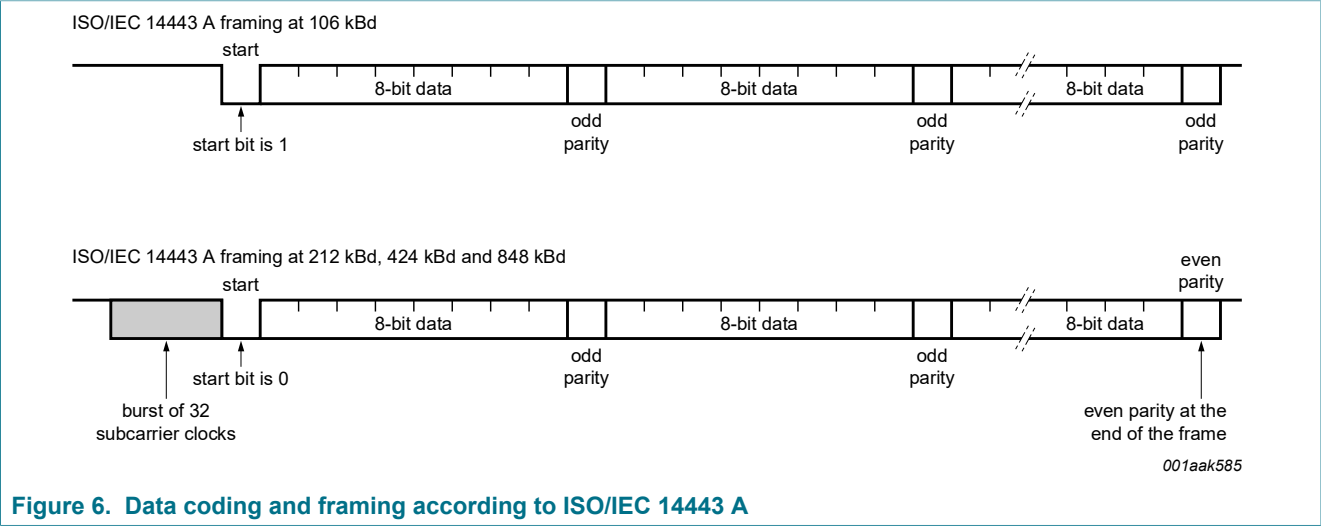 ISO/IEC 14443 A framing at 106 kBd
start
8-bit data
8-bit data
8-bit data
start bit is 1
odd
parity
odd
parity
odd
parity
ISO/IEC 14443 A framing at 212 kBd, 424 kBd and 848 kBd
start
even
parity
8-bit data
8-bit data
8-bit data
start bit is 0
odd
parity
odd
parity
burst of 32
subcarrier clocks
even parity at the
end of the frame
001aak585
Figure 6. Data coding and framing according to ISO/IEC 14443 A